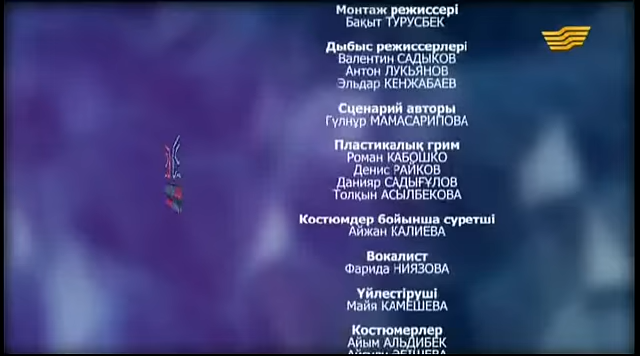 Монтаж режиссері
Бақыт ТУРУСБЕК
Дыбыс режиссерлері
Валентин САДЫКОВ
Антон ЛУКЬЯНОВ
Эльдар КЕНЖАБАЕВ
Сценарий авторы
Гүлнұр МАМАСАРИПОВА
Пластикалық грим
Роман КАБОШКО
Денис РАЙКОВ
Данияр САДЫҒҰЛОВ
Толқын АСЫЛБЕКОВА
Костюмдер бойынша суретші
Айжан КАЛИЕВА
Вокалист
Фарида НИЯЗОВА
Үйлестіруші
Майя КАМЕШЕВА
Костюмерлер
Айым АЛЬДИБЕК